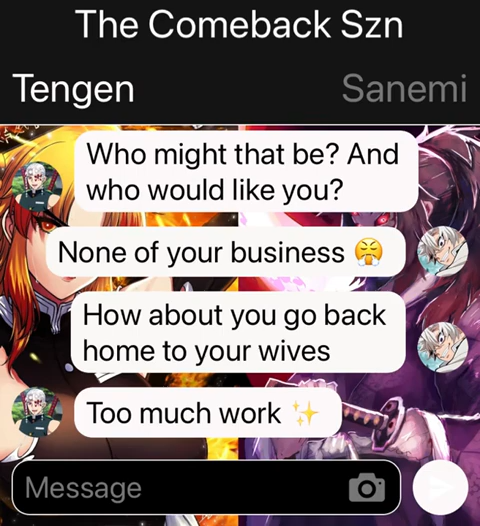 The Comeback Szn
Tengen
Sanemi
Who might that be? And
who would like you?
None of your business 😤
How about you go back
home to your wives
Too much work ✨
Message